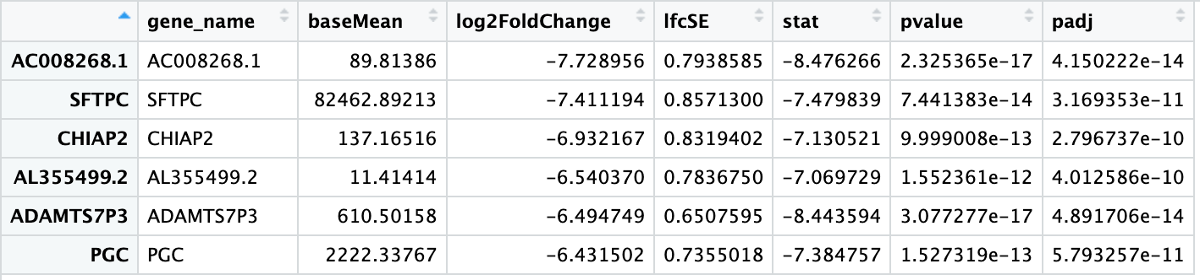 gene_name baseMean log2FoldChange lfcSE stat pvalue padj
AC008268.1 AC008268.1 89.81386 -7.728956 0.7938585 -8.476266 2.325365e-17 4.150222e-14
SFTPC SFTPC 82462.89213 -7.411194 0.8571300 -7.479839 7.441383e-14 3.169353e-11
CHIAP2 CHIAP2 137.16516 -6.932167 0.8319402 -7.130521 9.999008e-13 2.796737e-10
AL355499.2 AL355499.2 11.41414 -6.540370 0.7836750 -7.069729 1.552361e-12 4.012586e-10
ADAMTS7P3 ADAMTS7P3 610.50158 -6.494749 0.6507595 -8.443594 3.077277e-17 4.891706e-14
PGC PGC 2222.33767 -6.431502 0.7355018 -7.384757 1.527319e-13 5.793257e-11